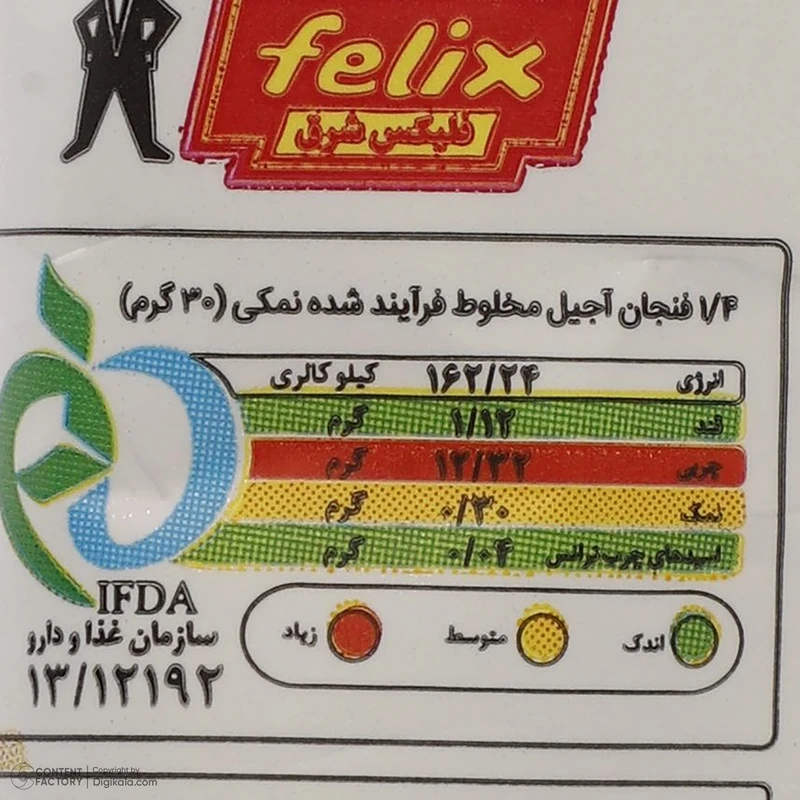 felix
فلیکس شرق
۱/۴ فنجان آجیل مخلوط فرآیند شده نمکی (۳۰ گرم)
انرژی ۱۶۲/۲۴ کیلو کالری
قند ۱/۱۲ گرم
چربی ۱۲/۳۲ گرم
نمک ۰/۳۰ گرم
اسیدهای چرب ترانس ۰/۰۴ گرم
اندک متوسط زیاد
IFDA
سازمان غذا و دارو
۱۳/۱۲۱۹۲
CONTENT FACTORY | Copyright by Digikala.com